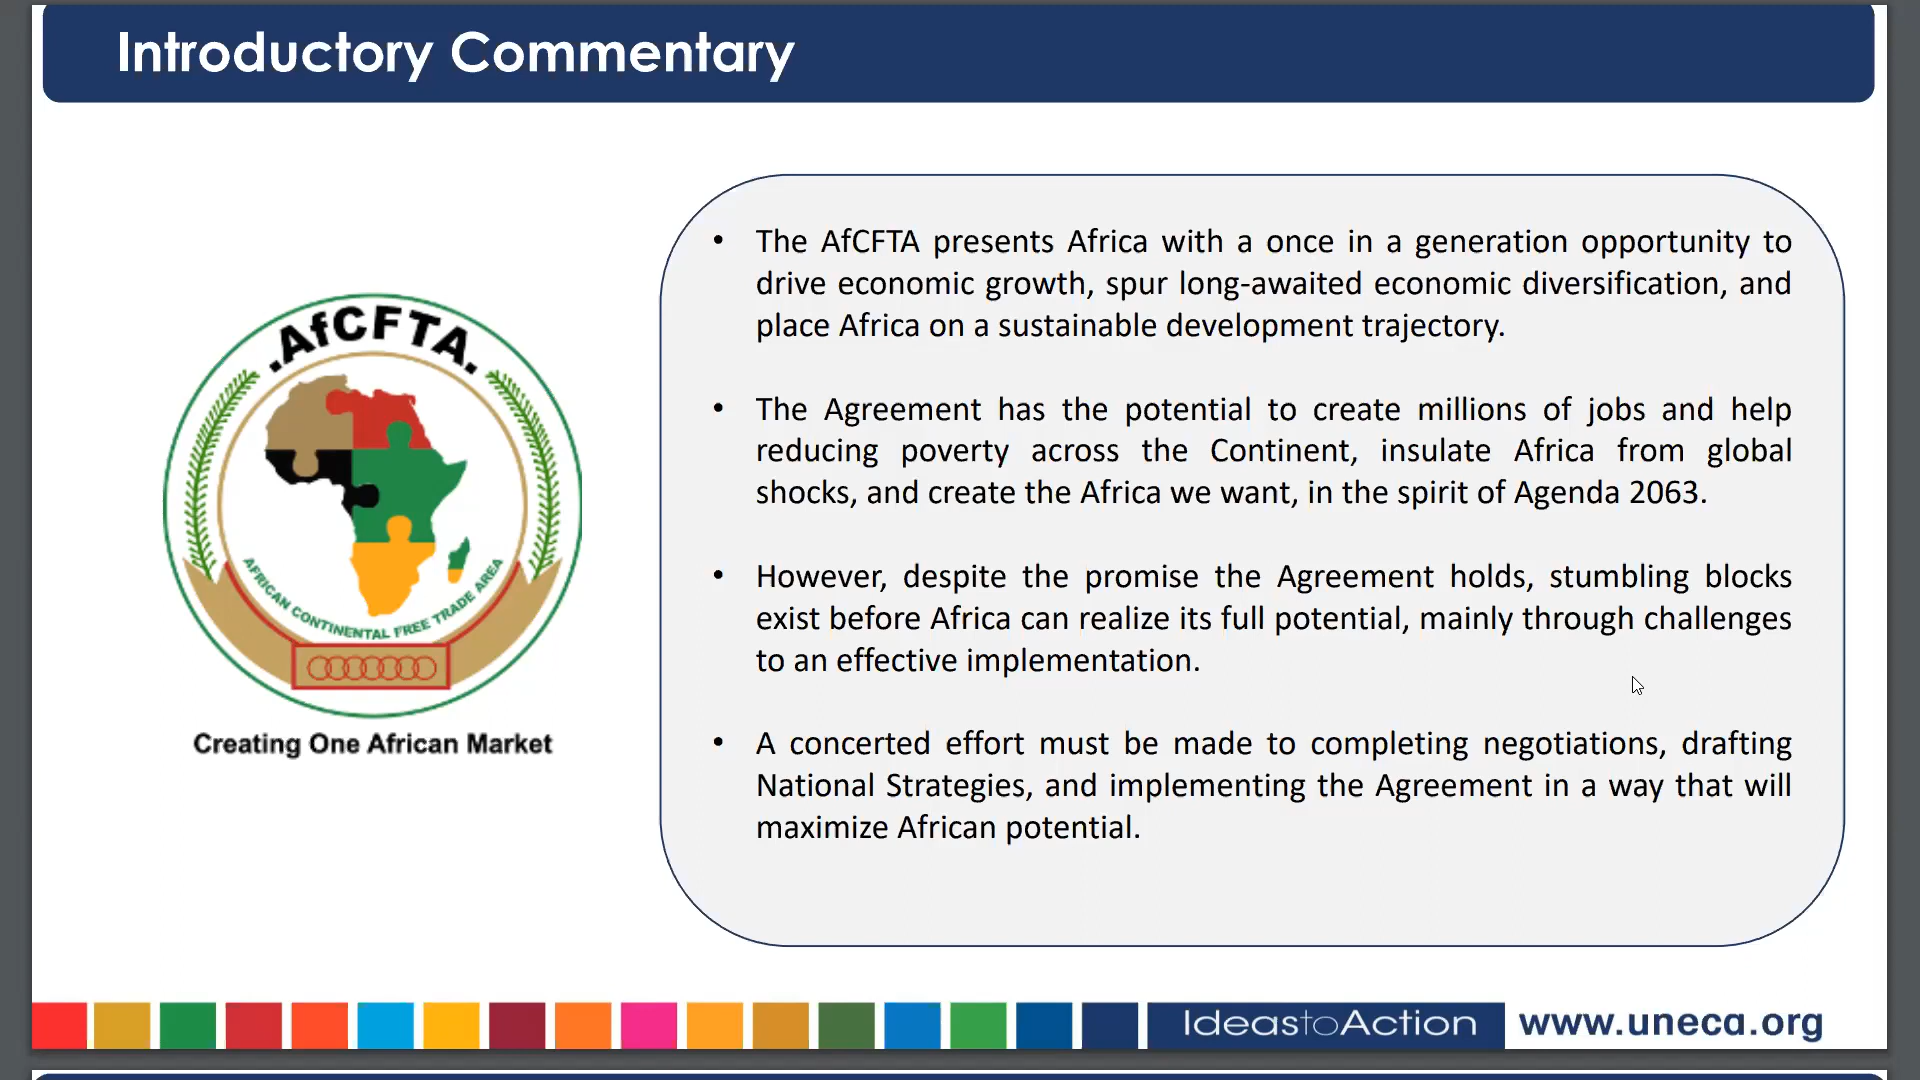 Introductory Commentary
.AfCFTA.
AFRICAN CONTINENTAL FREE TRADE AREA
Creating One African Market
• The AfCFTA presents Africa with a once in a generation opportunity to
drive economic growth, spur long-awaited economic diversification, and
place Africa on a sustainable development trajectory.
• The Agreement has the potential to create millions of jobs and help
reducing poverty across the Continent, insulate Africa from global
shocks, and create the Africa we want, in the spirit of Agenda 2063.
• However, despite the promise the Agreement holds, stumbling blocks
exist before Africa can realize its full potential, mainly through challenges
to an effective implementation.
• A concerted effort must be made to completing negotiations, drafting
National Strategies, and implementing the Agreement in a way that will
maximize African potential.
IdeastoAction
www.uneca.org